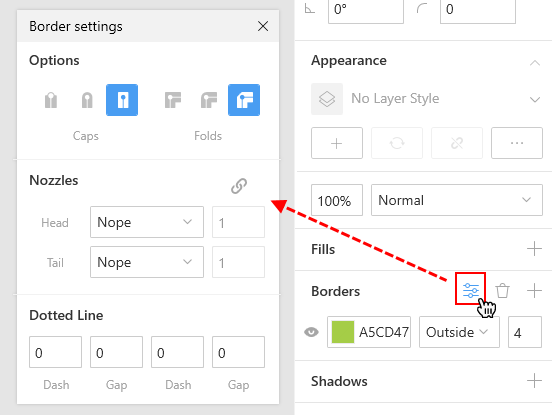 Border settings
Options
Caps
Folds
Nozzles
Head
Nope
1
Tail
Nope
1
Dotted Line
0
0
0
0
Dash
Gap
Dash
Gap
0°
0
Appearance
No Layer Style
100%
Normal
Fills
Borders
A5CD47
Outside
4
Shadows